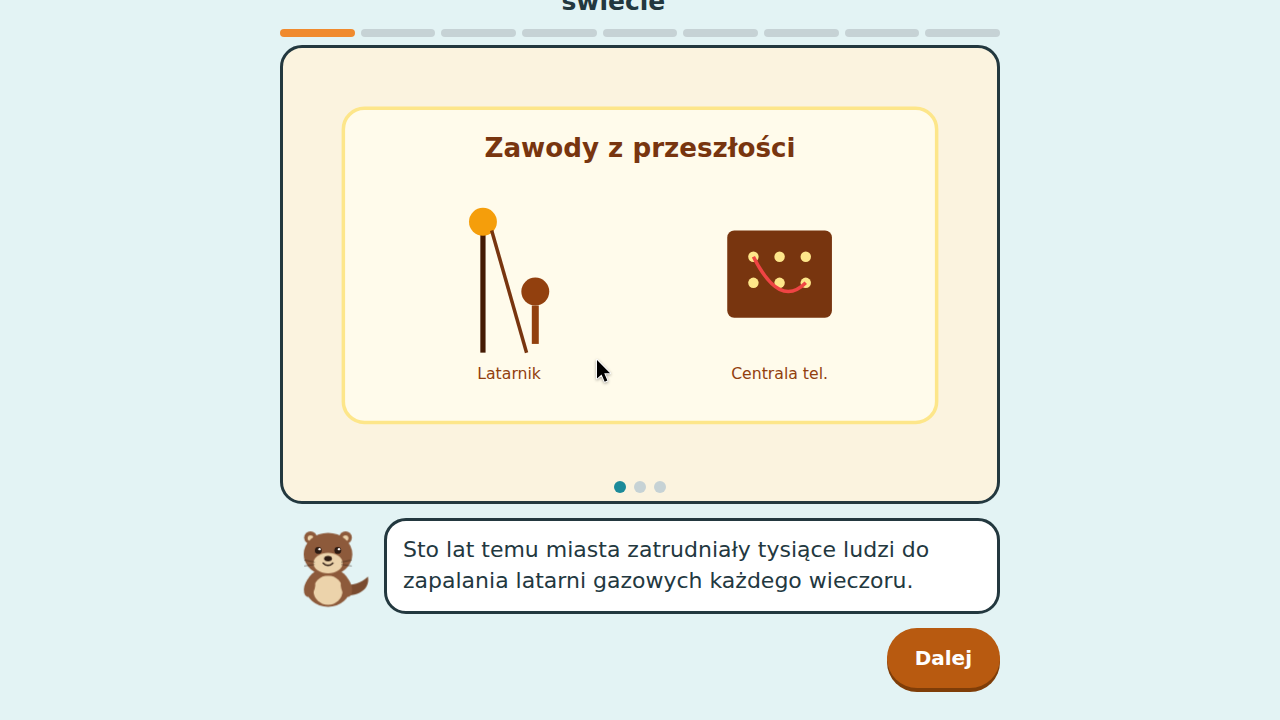 świecie
Zawody z przeszłości
Latarnik
Centrala tel.
Sto lat temu miasta zatrudniały tysiące ludzi do
zapalania latarni gazowych każdego wieczoru.
Dalej